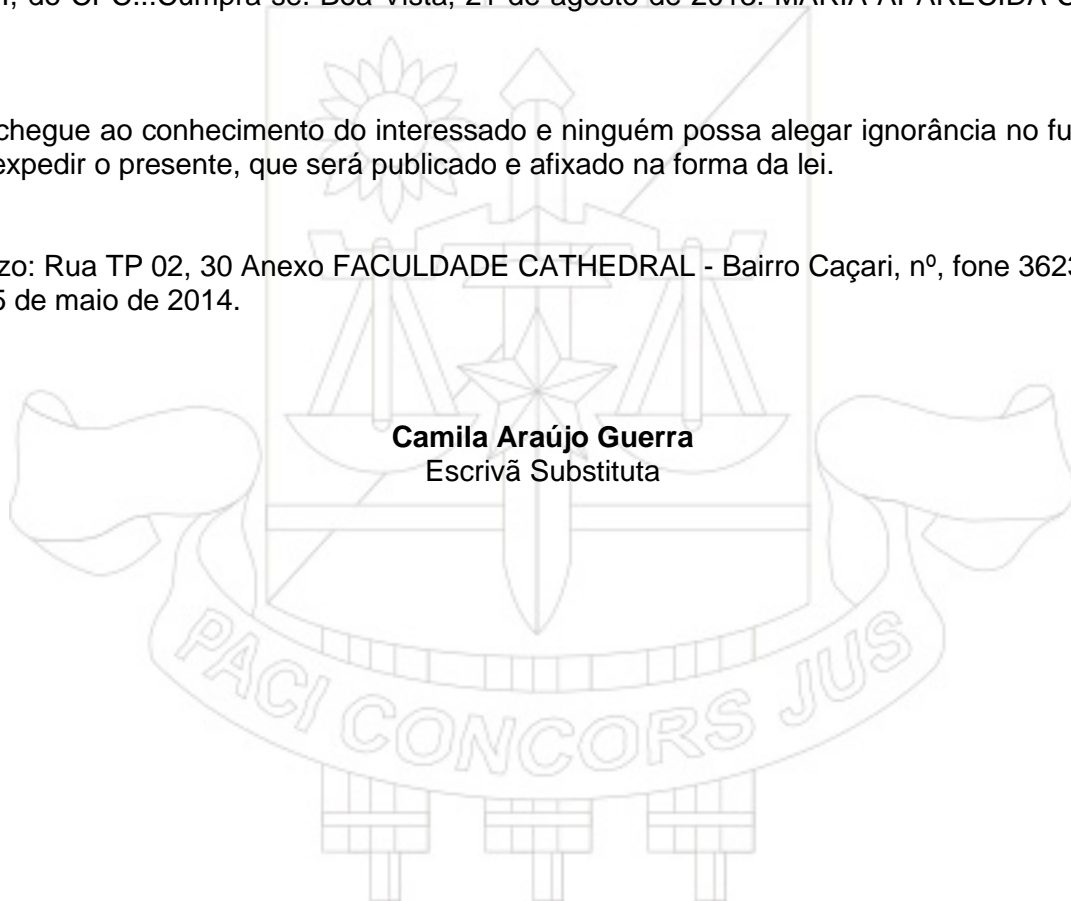 do CPC...Cumpra-se. Boa Vista, 21 de agosto de 2013. MARIA APARECIDA
chegue ao conhecimento do interessado e ninguém possa alegar ignorância no fu
expedir o presente, que será publicado e afixado na forma da lei.
zo: Rua TP 02, 30 Anexo FACULDADE CATHEDRAL - Bairro Caçari, nº, fone 3623
5 de maio de 2014.
Camila Araújo Guerra
Escrivã Substituta
PACI CONCORS JUS